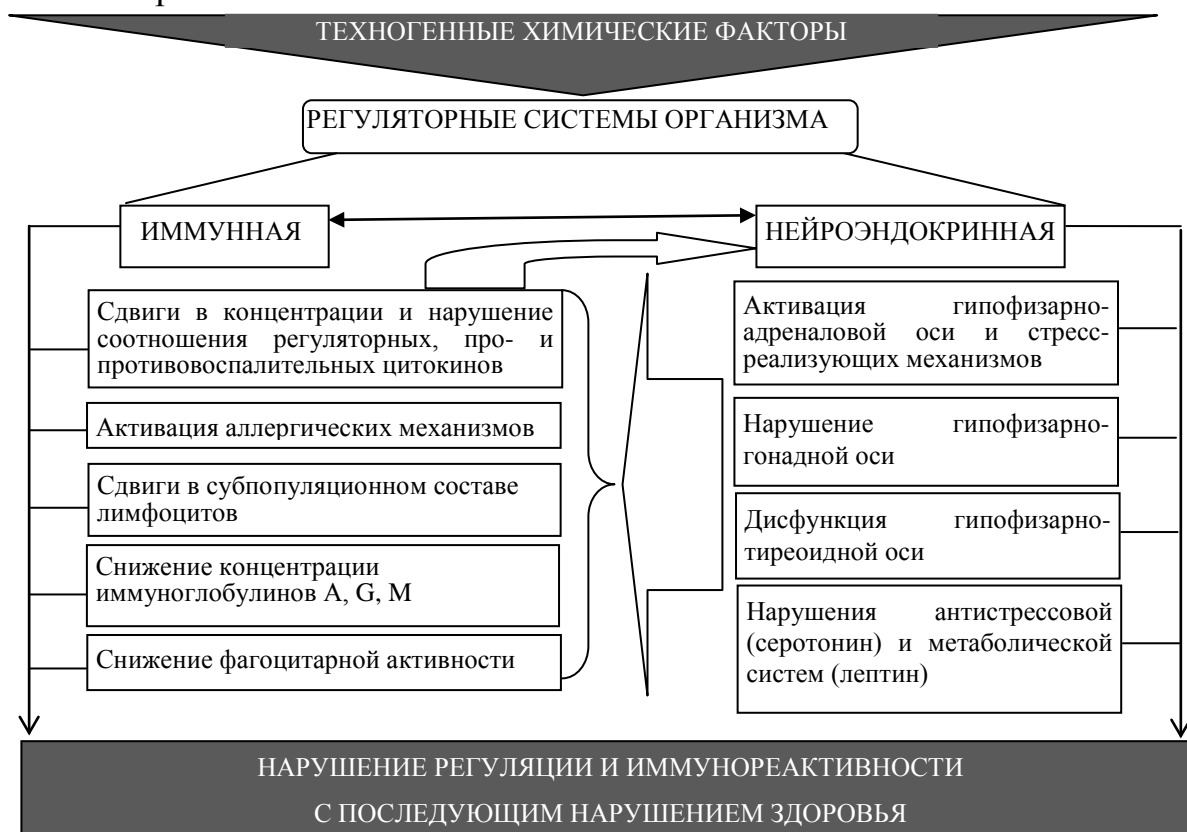 ТЕХНОГЕННЫЕ ХИМИЧЕСКИЕ ФАКТОРЫ
РЕГУЛЯТОРНЫЕ СИСТЕМЫ ОРГАНИЗМА
ИММУННАЯ
НЕЙРОЭНДОКРИННАЯ
Сдвиги в концентрации и нарушение
соотношения регуляторных, про- и
противовоспалительных цитокинов
Активация аллергических механизмов
Сдвиги в субпопуляционном составе
лимфоцитов
Снижение концентрации
иммуноглобулинов A, G, M
Снижение фагоцитарной активности
Активация гипофизарно-
адреналовой оси и стресс-
реализующих механизмов
Нарушение гипофизарно-
гонадной оси
Дисфункция гипофизарно-
тиреоидной оси
Нарушения антистрессовой
(серотонин) и метаболической
систем (лептин)
НАРУШЕНИЕ РЕГУЛЯЦИИ И ИММУНОРЕАКТИВНОСТИ
С ПОСЛЕДУЮЩИМ НАРУШЕНИЕМ ЗДОРОВЬЯ